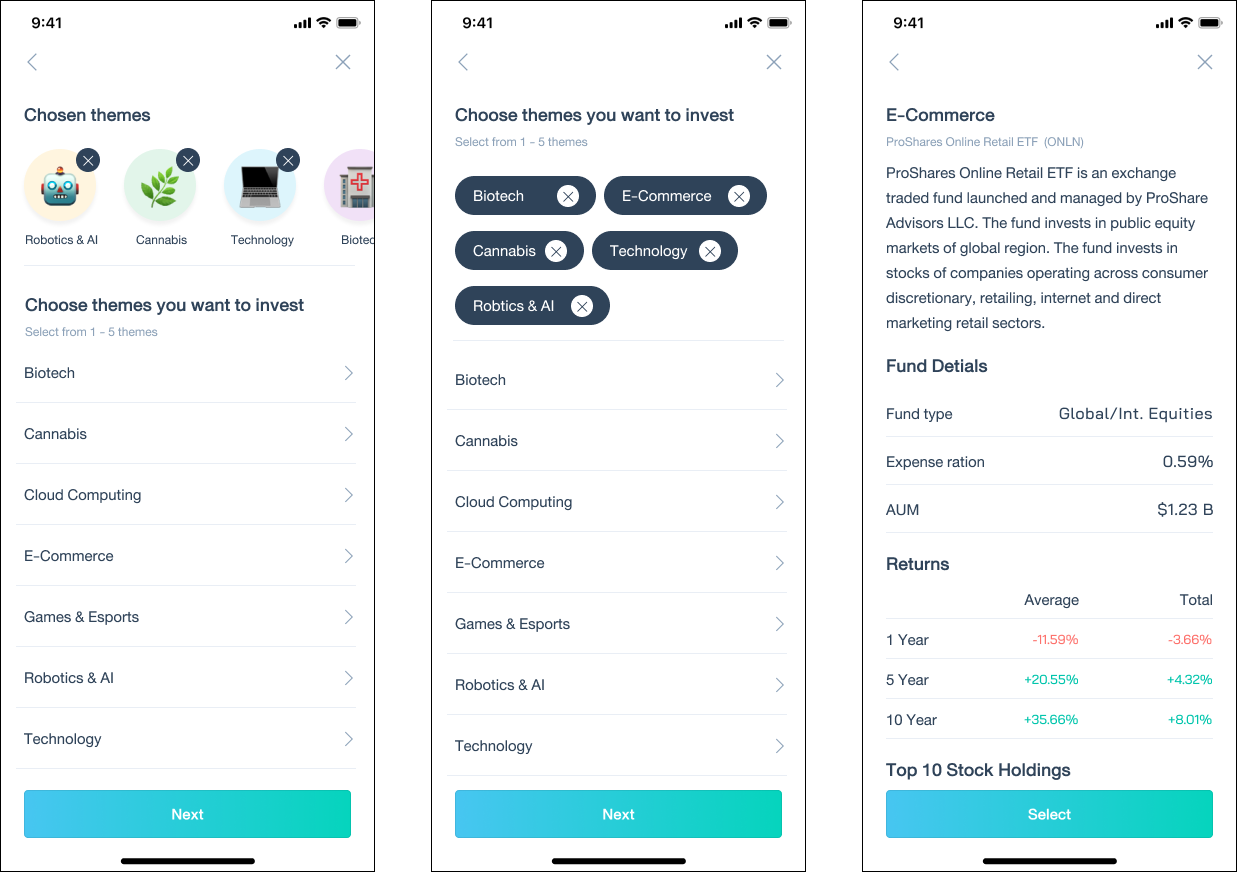 9:41
Chosen themes
Robotics & AI
Cannabis
Technology
Biotec
Choose themes you want to invest
Select from 1 - 5 themes
Biotech
Cannabis
Cloud Computing
E-Commerce
Games & Esports
Robotics & AI
Technology
Next
9:41
Choose themes you want to invest
Select from 1 - 5 themes
Biotech
E-Commerce
Cannabis
Technology
Robtics & AI
Biotech
Cannabis
Cloud Computing
E-Commerce
Games & Esports
Robotics & AI
Technology
Next
9:41
E-Commerce
ProShares Online Retail ETF (ONLN)
ProShares Online Retail ETF is an exchange
traded fund launched and managed by ProShare
Advisors LLC. The fund invests in public equity
markets of global region. The fund invests in
stocks of companies operating across consumer
discretionary, retailing, internet and direct
marketing retail sectors.
Fund Detials
Fund type Global/Int. Equities
Expense ration 0.59%
AUM $1.23 B
Returns
Average Total
1 Year -11.59% -3.66%
5 Year +20.55% +4.32%
10 Year +35.66% +8.01%
Top 10 Stock Holdings
Select